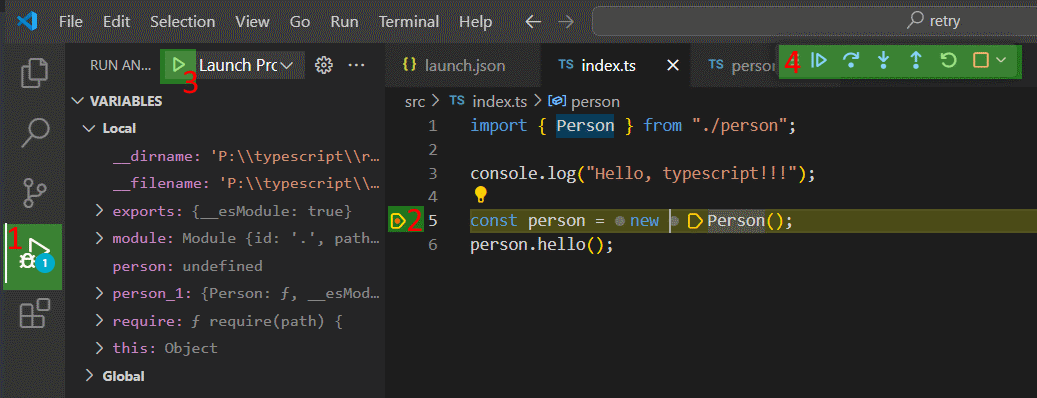 File Edit Selection View Go Run Terminal Help retry
RUN AN... 3 Launch Pro
launch.json TS index.ts TS person 4
VARIABLES
Local
__dirname: 'P:\\typescript\\r…
__filename: 'P:\\typescript\\…
exports: {__esModule: true}
module: Module {id: '.', path…
person: undefined
person_1: {Person: ƒ, __esMod…
require: ƒ require(path) {
this: Object
Global
1
1
src > TS index.ts > person
1 import { Person } from "./person";
2
3 console.log("Hello, typescript!!!");
4
2 5 const person = new Person();
6 person.hello();